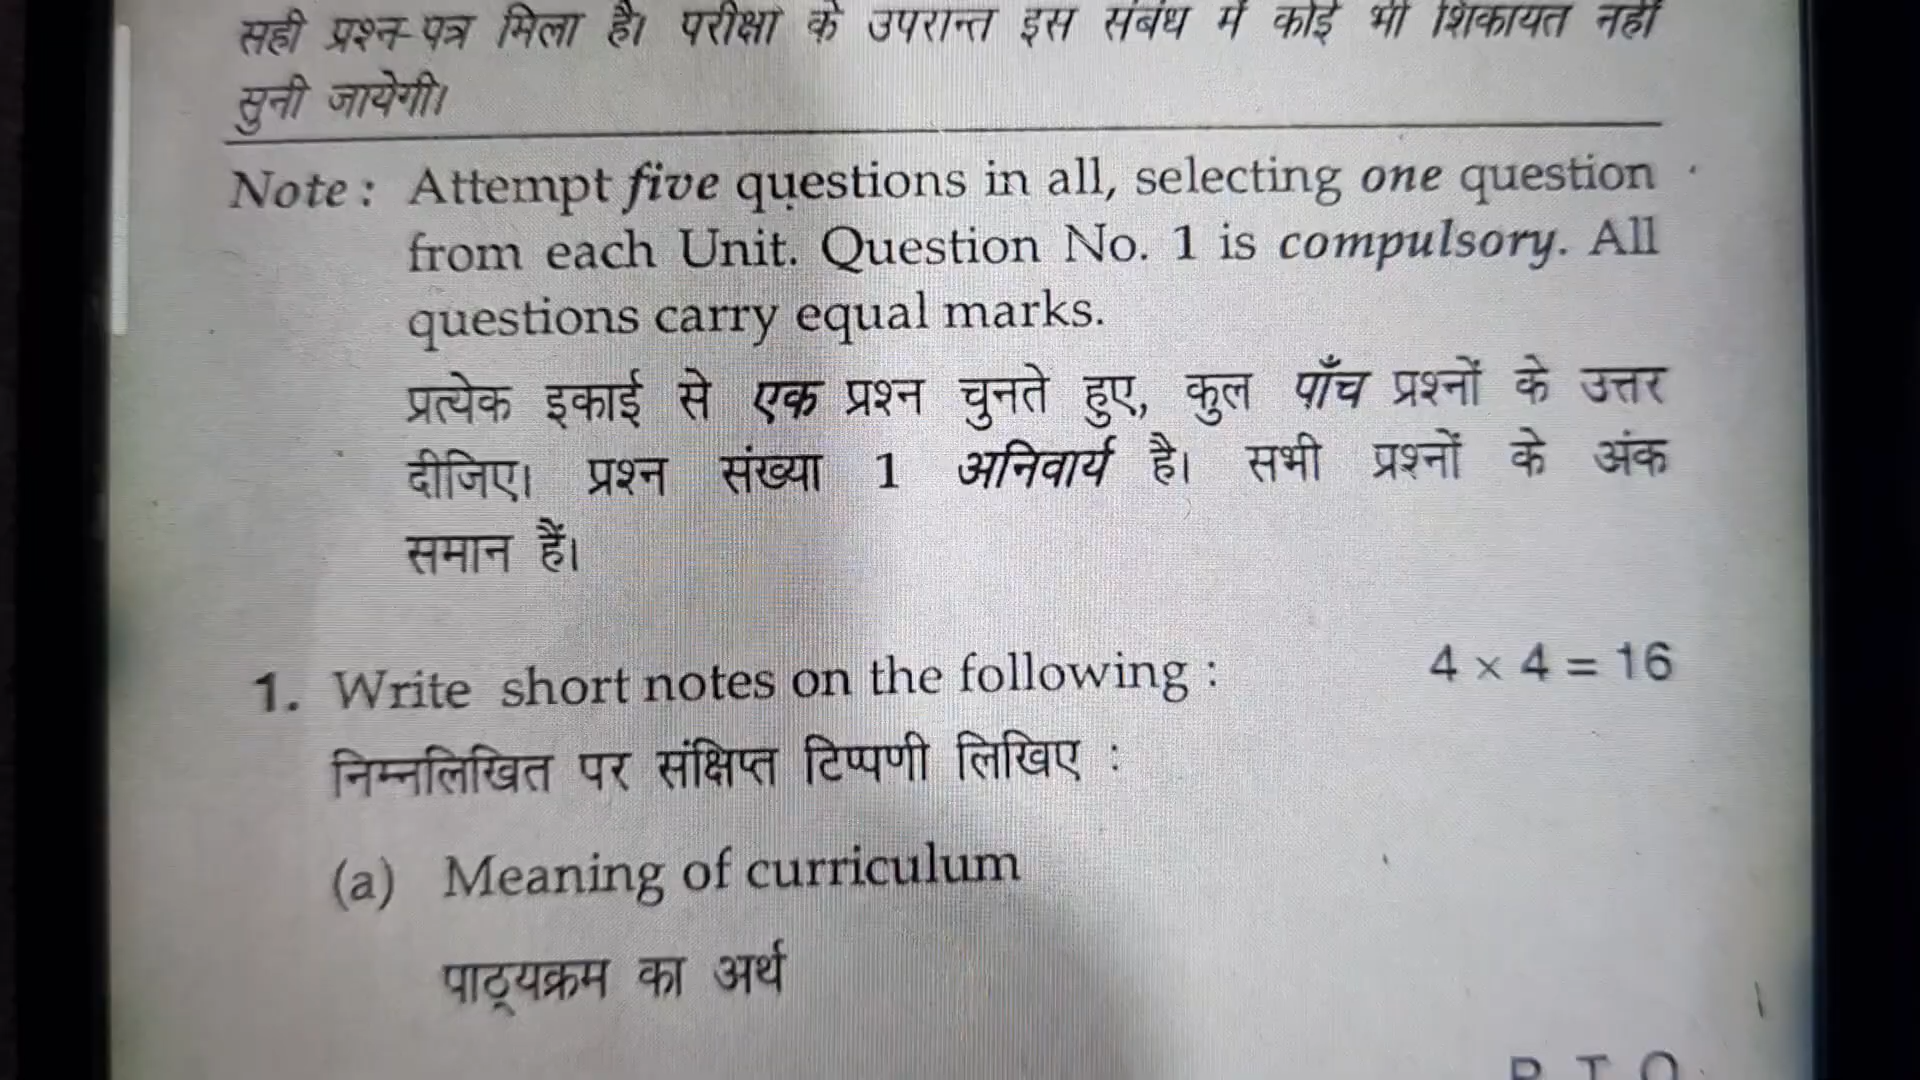 सही प्रश्न-पत्र मिला है। परीक्षा के उपरान्त इस संबंध में कोई भी शिकायत नहीं
सुनी जायेगी।
Note : Attempt five questions in all, selecting one question
from each Unit. Question No. 1 is compulsory. All
questions carry equal marks.
प्रत्येक इकाई से एक प्रश्न चुनते हुए, कुल पाँच प्रश्नों के उत्तर
दीजिए। प्रश्न संख्या 1 अनिवार्य है। सभी प्रश्नों के अंक
समान हैं।
1. Write short notes on the following : 4 × 4 = 16
निम्नलिखित पर संक्षिप्त टिप्पणी लिखिए :
(a) Meaning of curriculum
पाठ्यक्रम का अर्थ
P. T. O.